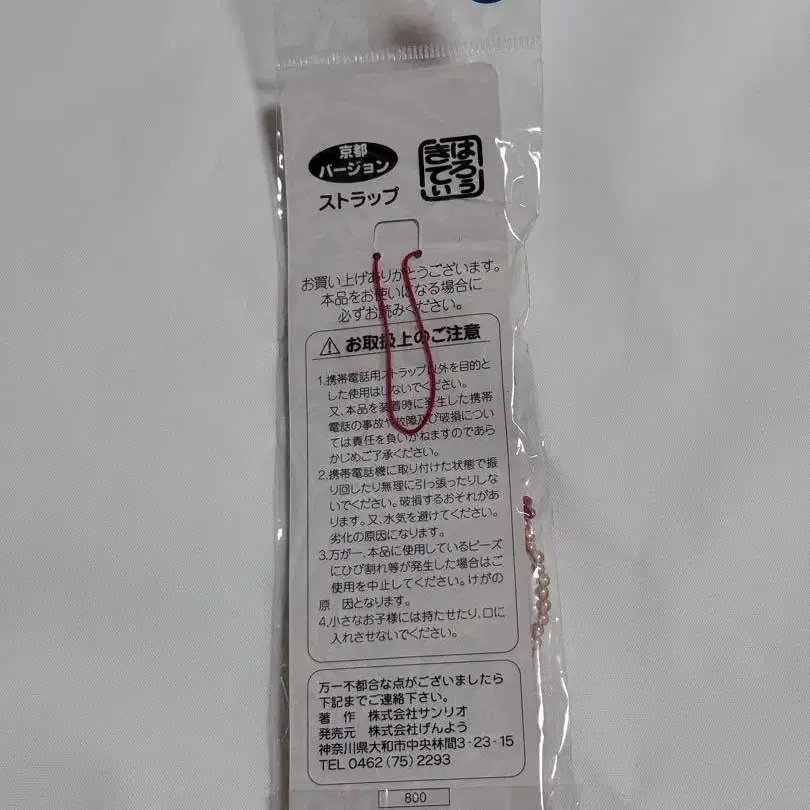 京都
バージョン
はろう
きてぃ
ストラップ
お買い上げありがとうございます。
本品をお使いになる場合に
必ずお読みください。
お取扱上のご注意
1.携帯電話用ストラップ以外を目的と
した使用はしないでください。
又、本品を装着時に発生した携帯
電話の事故や故障及び破損につい
ては責任を負いかねますのであら
かじめご了承ください。
2.携帯電話機に取り付けた状態で振
り回したり無理に引っ張ったりしな
いでください。破損するおそれがあ
ります。又、水気を避けてください。
劣化の原因になります。
3.万が一、本品に使用しているビーズ
にひび割れ等が発生した場合はご
使用を中止してください。けがの
原 因となります。
4.小さなお子様には持たせたり、口に
入れさせないでください。
万一不都合な点がございましたら
下記までご連絡下さい。
著 作 株式会社サンリオ
発売元 株式会社げんよう
神奈川県大和市中央林間3-23-15
TEL 0462(75)2293
800